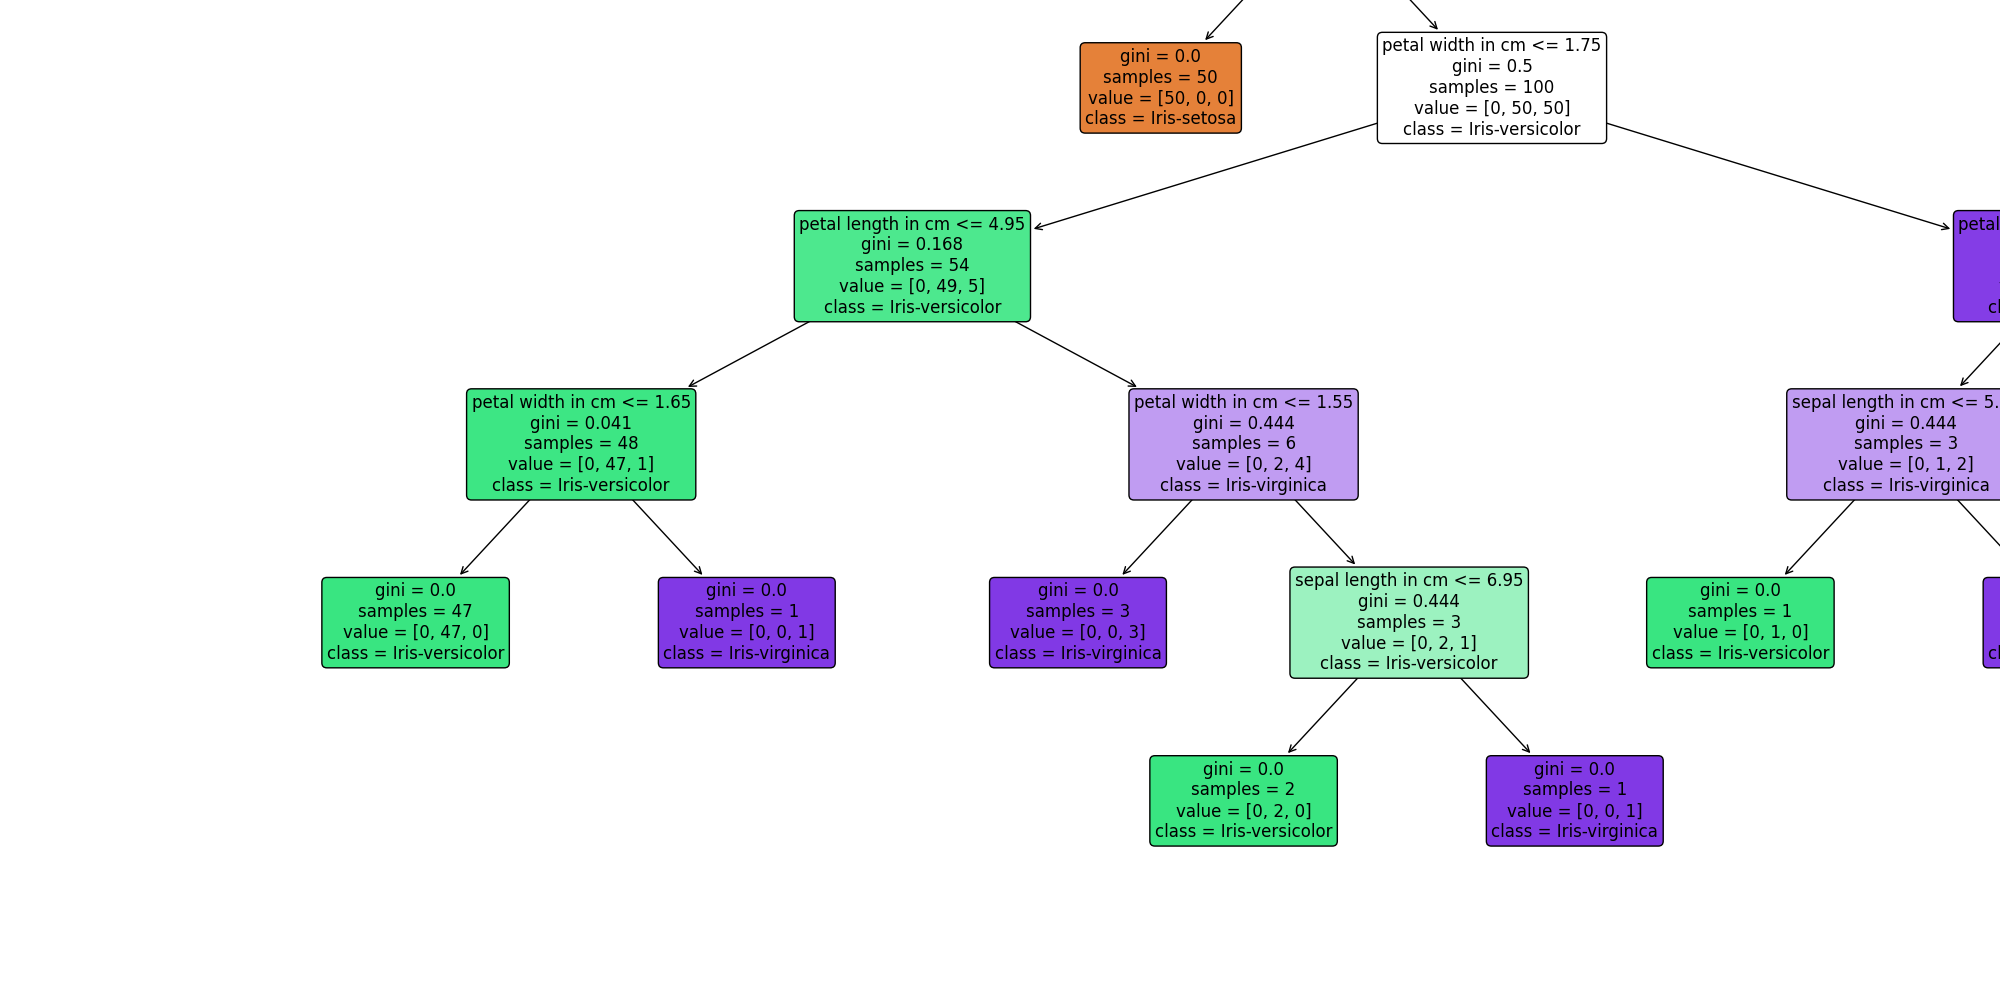 gini = 0.0
samples = 50
value = [50, 0, 0]
class = Iris-setosa
petal width in cm <= 1.75
gini = 0.5
samples = 100
value = [0, 50, 50]
class = Iris-versicolor
petal length in cm <= 4.95
gini = 0.168
samples = 54
value = [0, 49, 5]
class = Iris-versicolor
petal
cl
petal width in cm <= 1.65
gini = 0.041
samples = 48
value = [0, 47, 1]
class = Iris-versicolor
petal width in cm <= 1.55
gini = 0.444
samples = 6
value = [0, 2, 4]
class = Iris-virginica
sepal length in cm <= 5.
gini = 0.444
samples = 3
value = [0, 1, 2]
class = Iris-virginica
gini = 0.0
samples = 47
value = [0, 47, 0]
class = Iris-versicolor
gini = 0.0
samples = 1
value = [0, 0, 1]
class = Iris-virginica
gini = 0.0
samples = 3
value = [0, 0, 3]
class = Iris-virginica
sepal length in cm <= 6.95
gini = 0.444
samples = 3
value = [0, 2, 1]
class = Iris-versicolor
gini = 0.0
samples = 1
value = [0, 1, 0]
class = Iris-versicolor
cl
gini = 0.0
samples = 2
value = [0, 2, 0]
class = Iris-versicolor
gini = 0.0
samples = 1
value = [0, 0, 1]
class = Iris-virginica